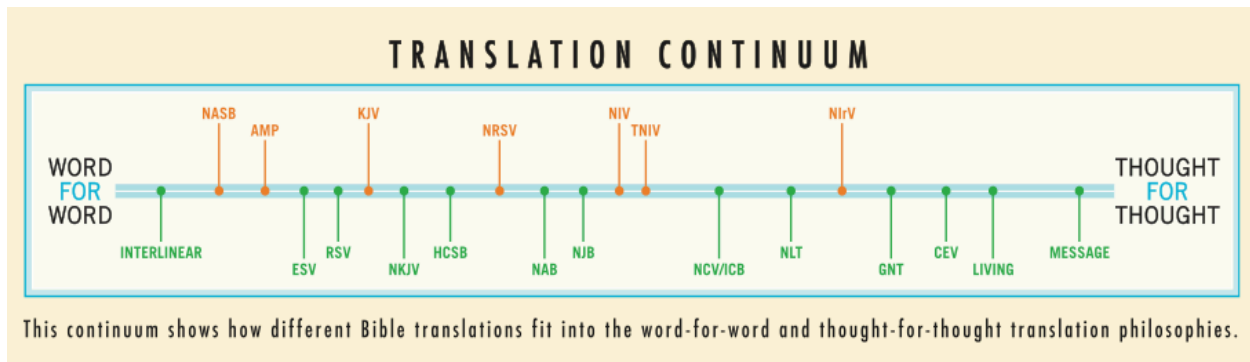 TRANSLATION CONTINUUM
NASB
KJV
NIV
NIrV
AMP
NRSV
TNIV
WORD
FOR
WORD
THOUGHT
FOR
THOUGHT
INTERLINEAR
RSV
HCSB
NJB
NLT
CEV
MESSAGE
ESV
NKJV
NAB
NCV/ICB
GNT
LIVING
This continuum shows how different Bible translations fit into the word-for-word and thought-for-thought translation philosophies.